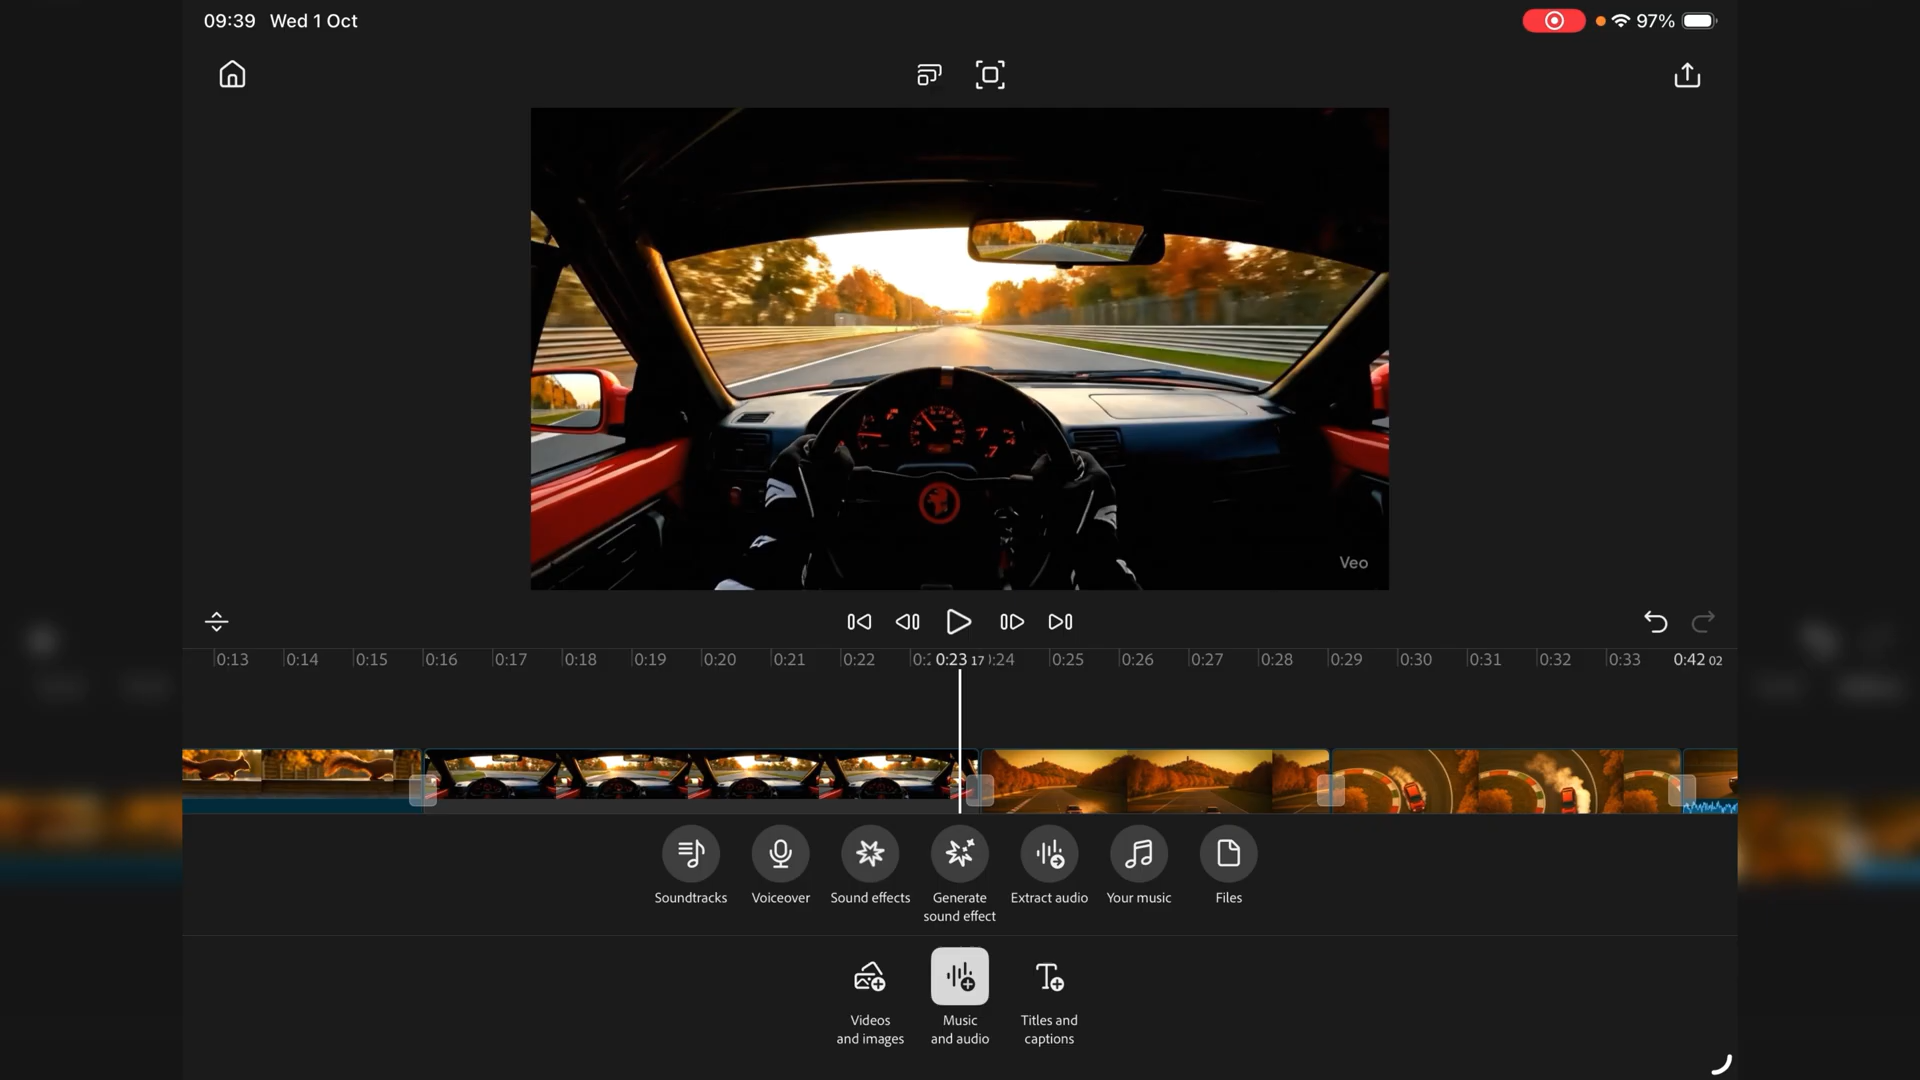 09:39 Wed 1 Oct
97%
Veo
0:13 0:14 0:15 0:16 0:17 0:18 0:19 0:20 0:21 0:22 0:23 17 0:24 0:25 0:26 0:27 0:28 0:29 0:30 0:31 0:32 0:33 0:42 02
Soundtracks
Voiceover
Sound effects
Generate
sound effect
Extract audio
Your music
Files
Videos
and images
Music
and audio
Titles and
captions